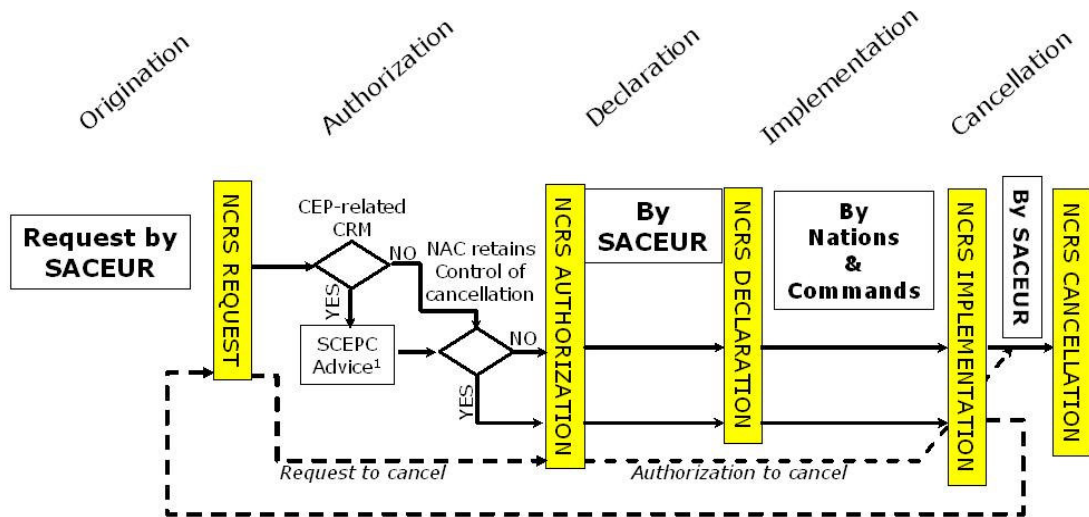 Origination
Authorization
Declaration
Implementation
Cancellation
Request by
SACEUR
NCRS REQUEST
CEP-related
CRM
NO
YES
SCEPC
Advice¹
NAC retains
Control of
cancellation
NO
YES
NCRS AUTHORIZATION
By
SACEUR
NCRS DECLARATION
By
Nations
&
Commands
NCRS IMPLEMENTATION
By SACEUR
NCRS CANCELLATION
Request to cancel
Authorization to cancel